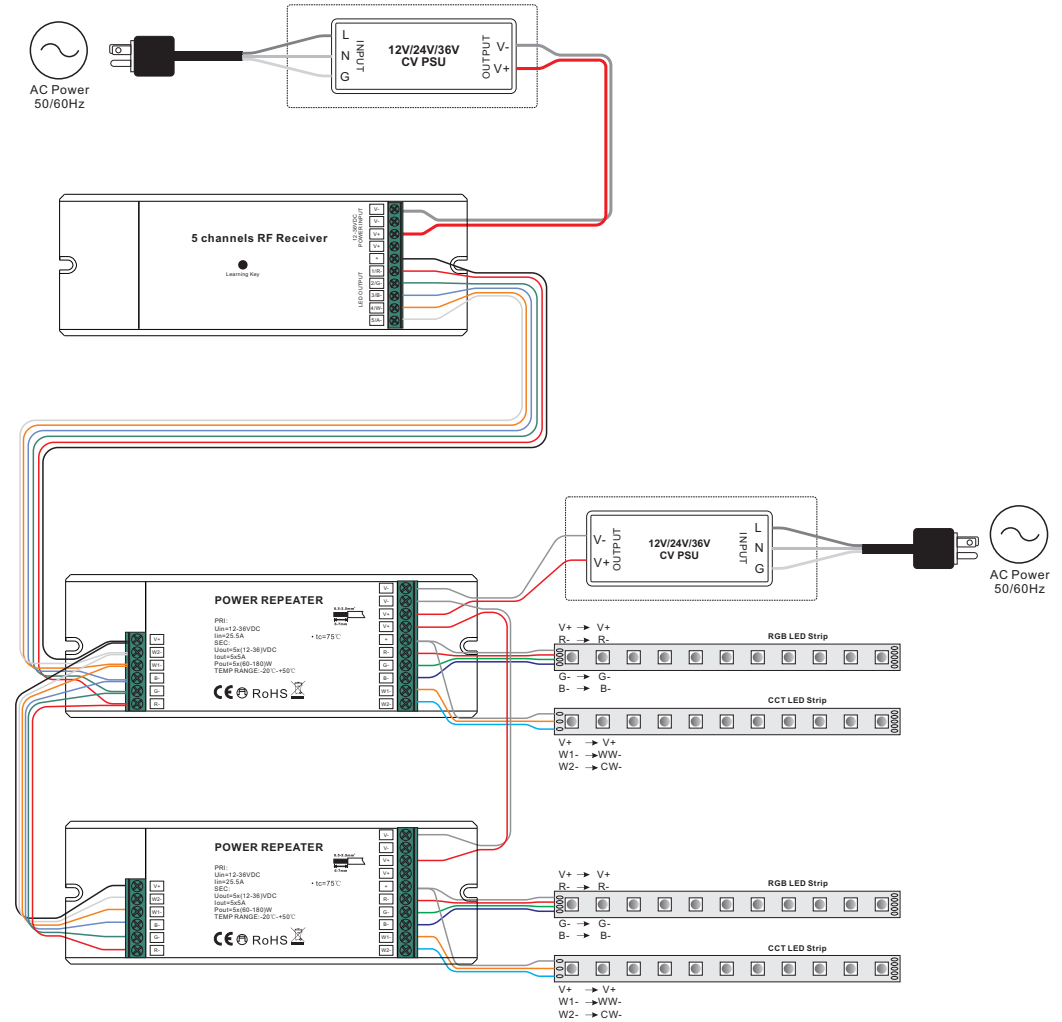 AC Power
50/60Hz
L
N
G
INPUT
12V/24V/36V
CV PSU
OUTPUT
V-
V+
5 channels RF Receiver
Learning Key
12-36VDC
POWER INPUT
LED OUTPUT
V-
V-
V+
V+
+
1/R-
2/G-
3/B-
4/W-
5/A-
V-
V+
OUTPUT
12V/24V/36V
CV PSU
INPUT
L
N
G
AC Power
50/60Hz
POWER REPEATER
PRI:
Uin=12-36VDC
Iin=25.5A
SEC:
Uout=5x(12-36)VDC
Iout=5x5A
Pout=5x(60-180)W
TEMP RANGE:-20℃-+50℃
• tc=75℃
CE RoHS
V+
W2-
W1-
B-
G-
R-
V-
V-
V+
V+
+
R-
G-
B-
W1-
W2-
V+ → V+
R- → R-
RGB LED Strip
G- → G-
B- → B-
CCT LED Strip
V+ → V+
W1- → WW-
W2- → CW-
POWER REPEATER
PRI:
Uin=12-36VDC
Iin=25.5A
SEC:
Uout=5x(12-36)VDC
Iout=5x5A
Pout=5x(60-180)W
TEMP RANGE:-20℃-+50℃
• tc=75℃
CE RoHS
V+
W2-
W1-
B-
G-
R-
V-
V-
V+
V+
+
R-
G-
B-
W1-
W2-
V+ → V+
R- → R-
RGB LED Strip
G- → G-
B- → B-
CCT LED Strip
V+ → V+
W1- → WW-
W2- → CW-